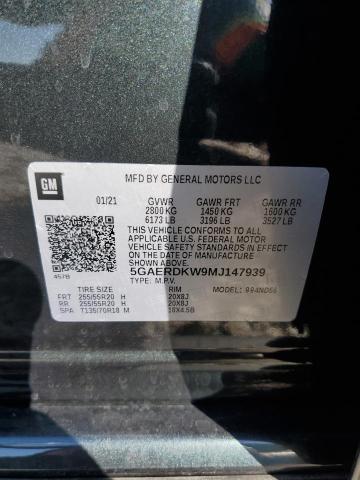 GM
MFD BY GENERAL MOTORS LLC
01/21 GVWR GAWR FRT GAWR RR
2800 KG 1450 KG 1600 KG
6173 LB 3196 LB 3527 LB
THIS VEHICLE CONFORMS TO ALL
APPLICABLE U.S. FEDERAL MOTOR
VEHICLE SAFETY STANDARDS IN EFFECT
ON THE DATE OF MANUFACTURE SHOWN
ABOVE.
5GAERDKW9MJ147939
457B
TYPE: M.P.V. MODEL:
TIRE SIZE RIM
FRT 255/55R20 H 20X8J
RR 255/55R20 H 20X8J
SPA T135/70R18 M 18X4.5B